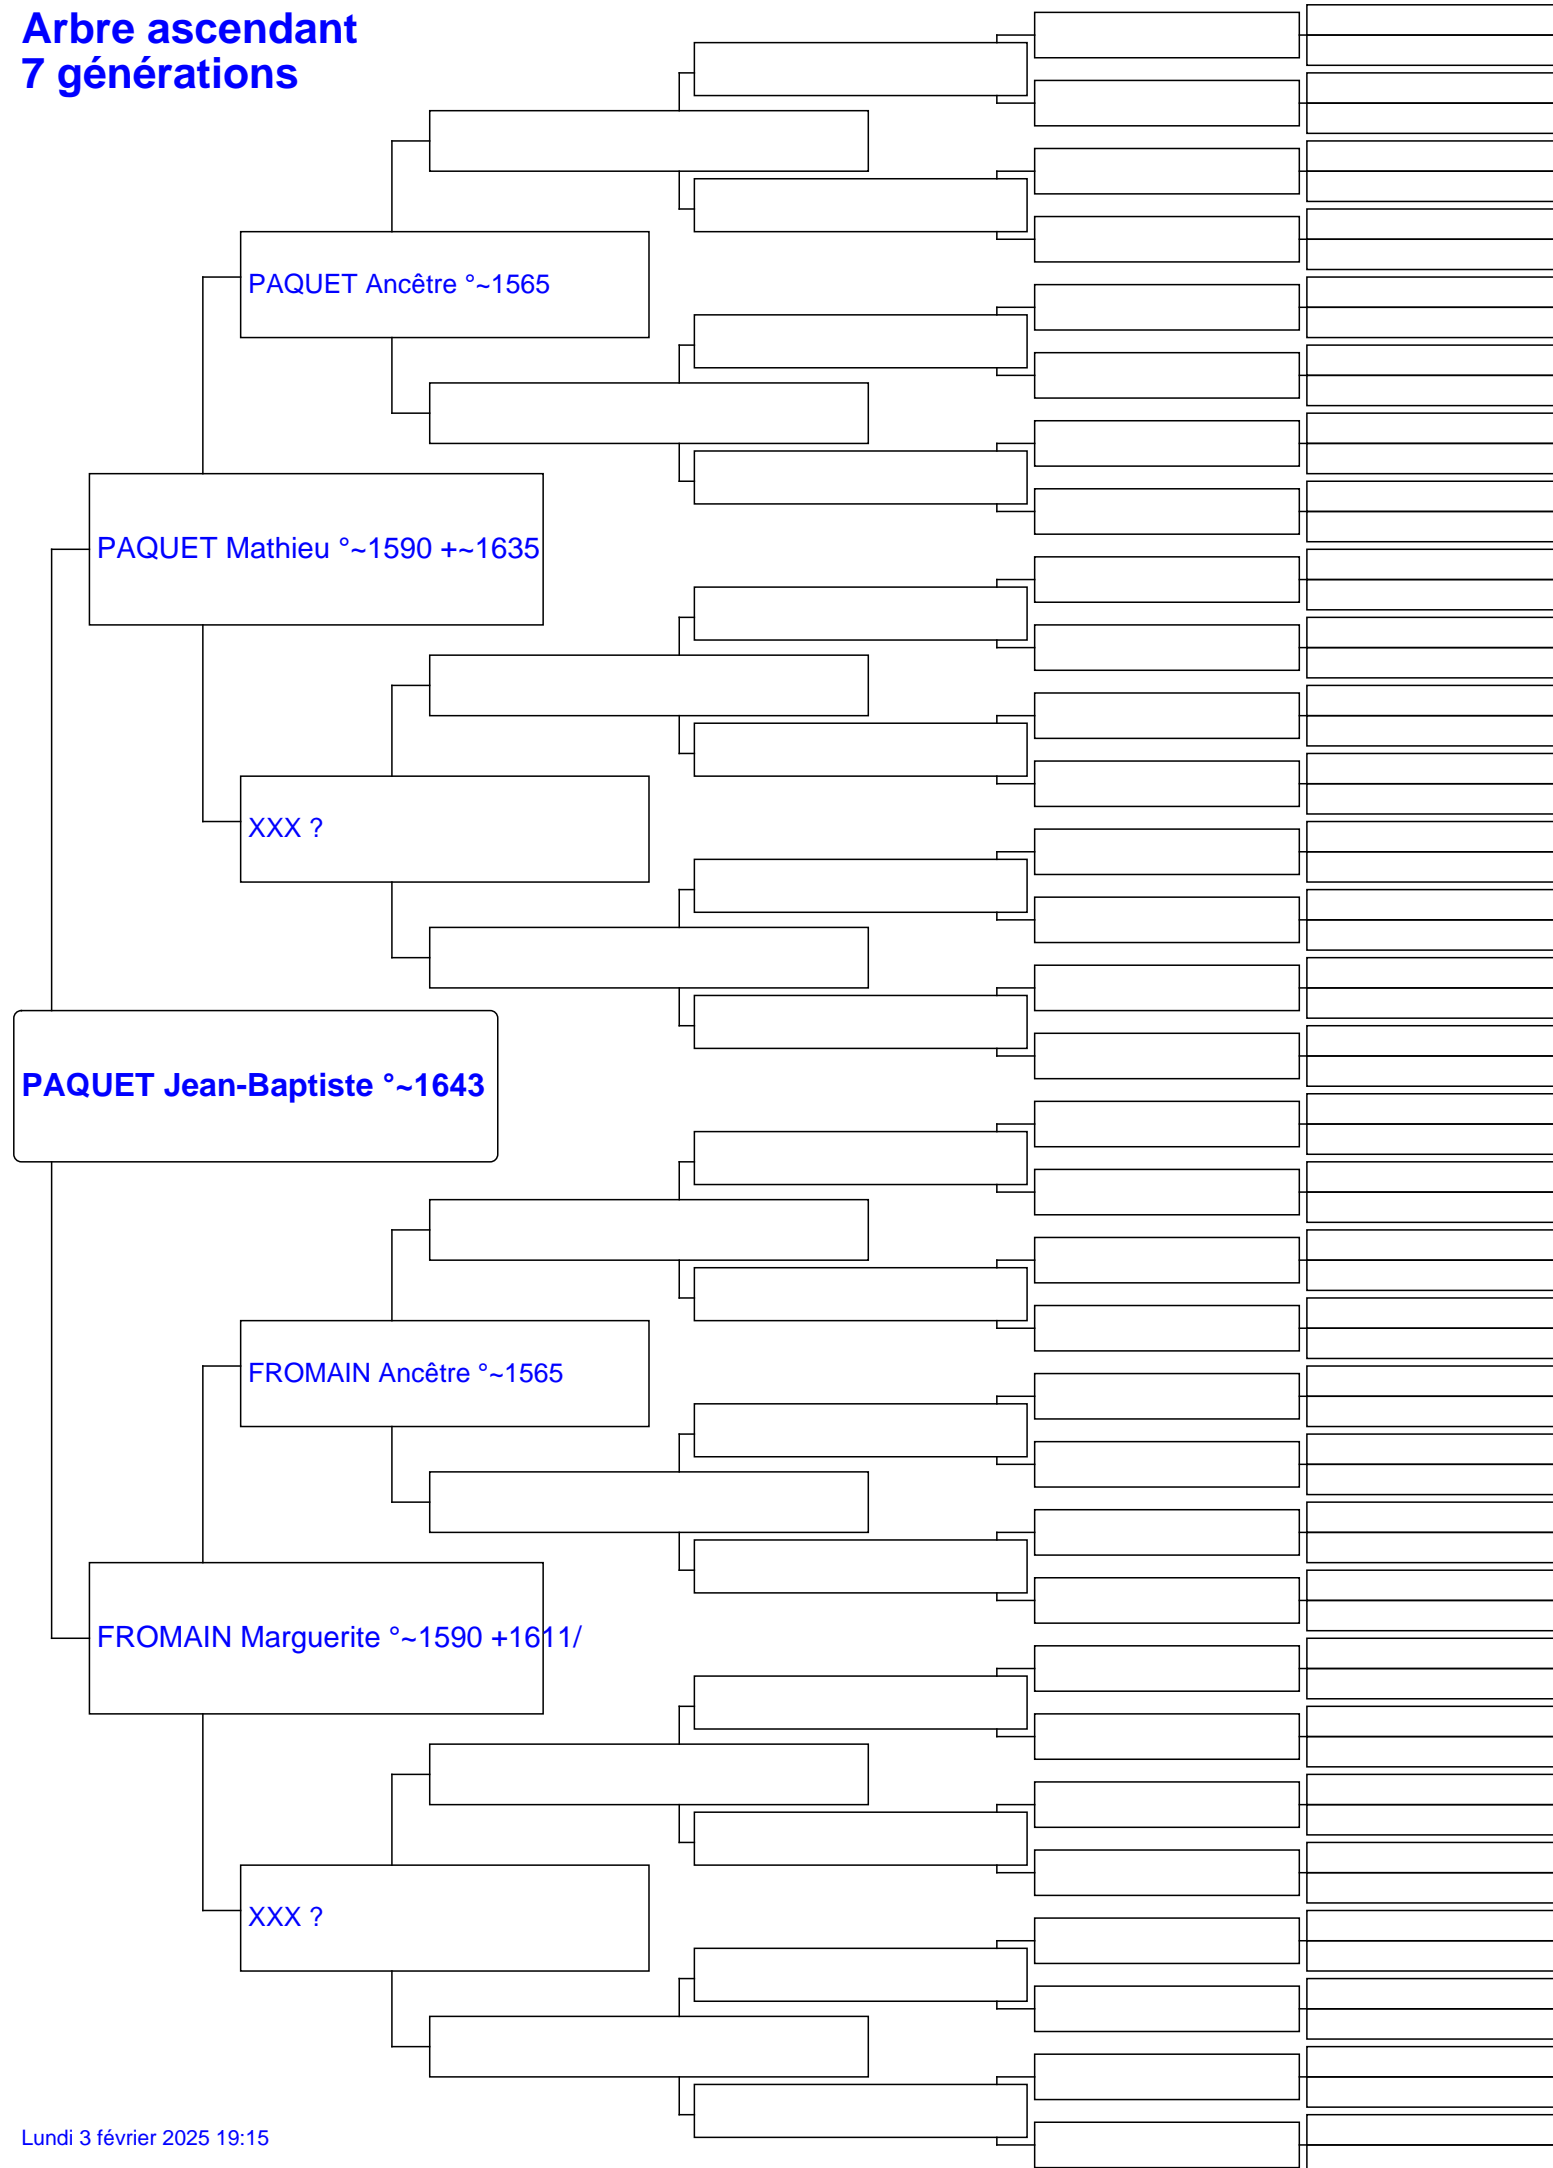 Arbre ascendant
7 générations
PAQUET Ancêtre °~1565
PAQUET Mathieu °~1590 +~1635
XXX ?
PAQUET Jean-Baptiste °~1643
FROMAIN Ancêtre °~1565
FROMAIN Marguerite °~1590 +1611/
XXX ?
Lundi 3 février 2025 19:15